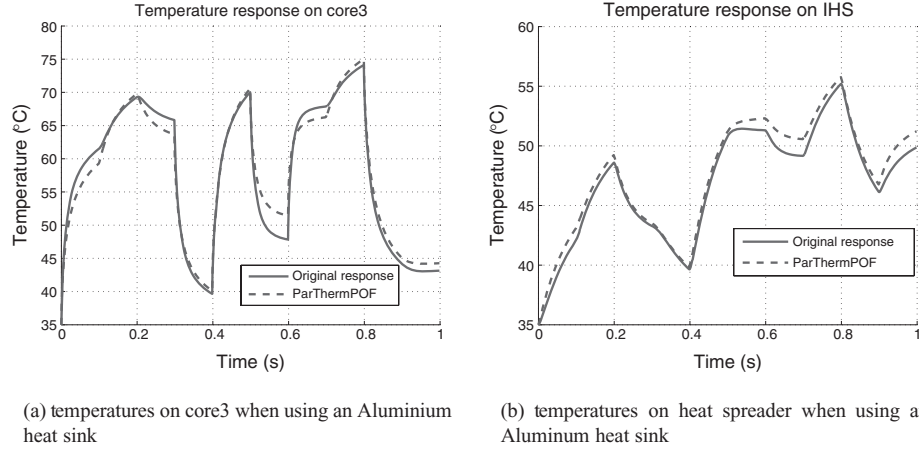 Temperature response on core3
80
75
70
65
60
55
50
45
40
35
0
0.2
0.4
0.6
0.8
1
Temperature (°C)
Time (s)
Original response
ParThermPOF
(a) temperatures on core3 when using an Aluminium
heat sink
Temperature response on IHS
60
55
50
45
40
35
0
0.2
0.4
0.6
0.8
1
Temperature (°C)
Time (s)
Original response
ParThermPOF
(b) temperatures on heat spreader when using a
Aluminum heat sink